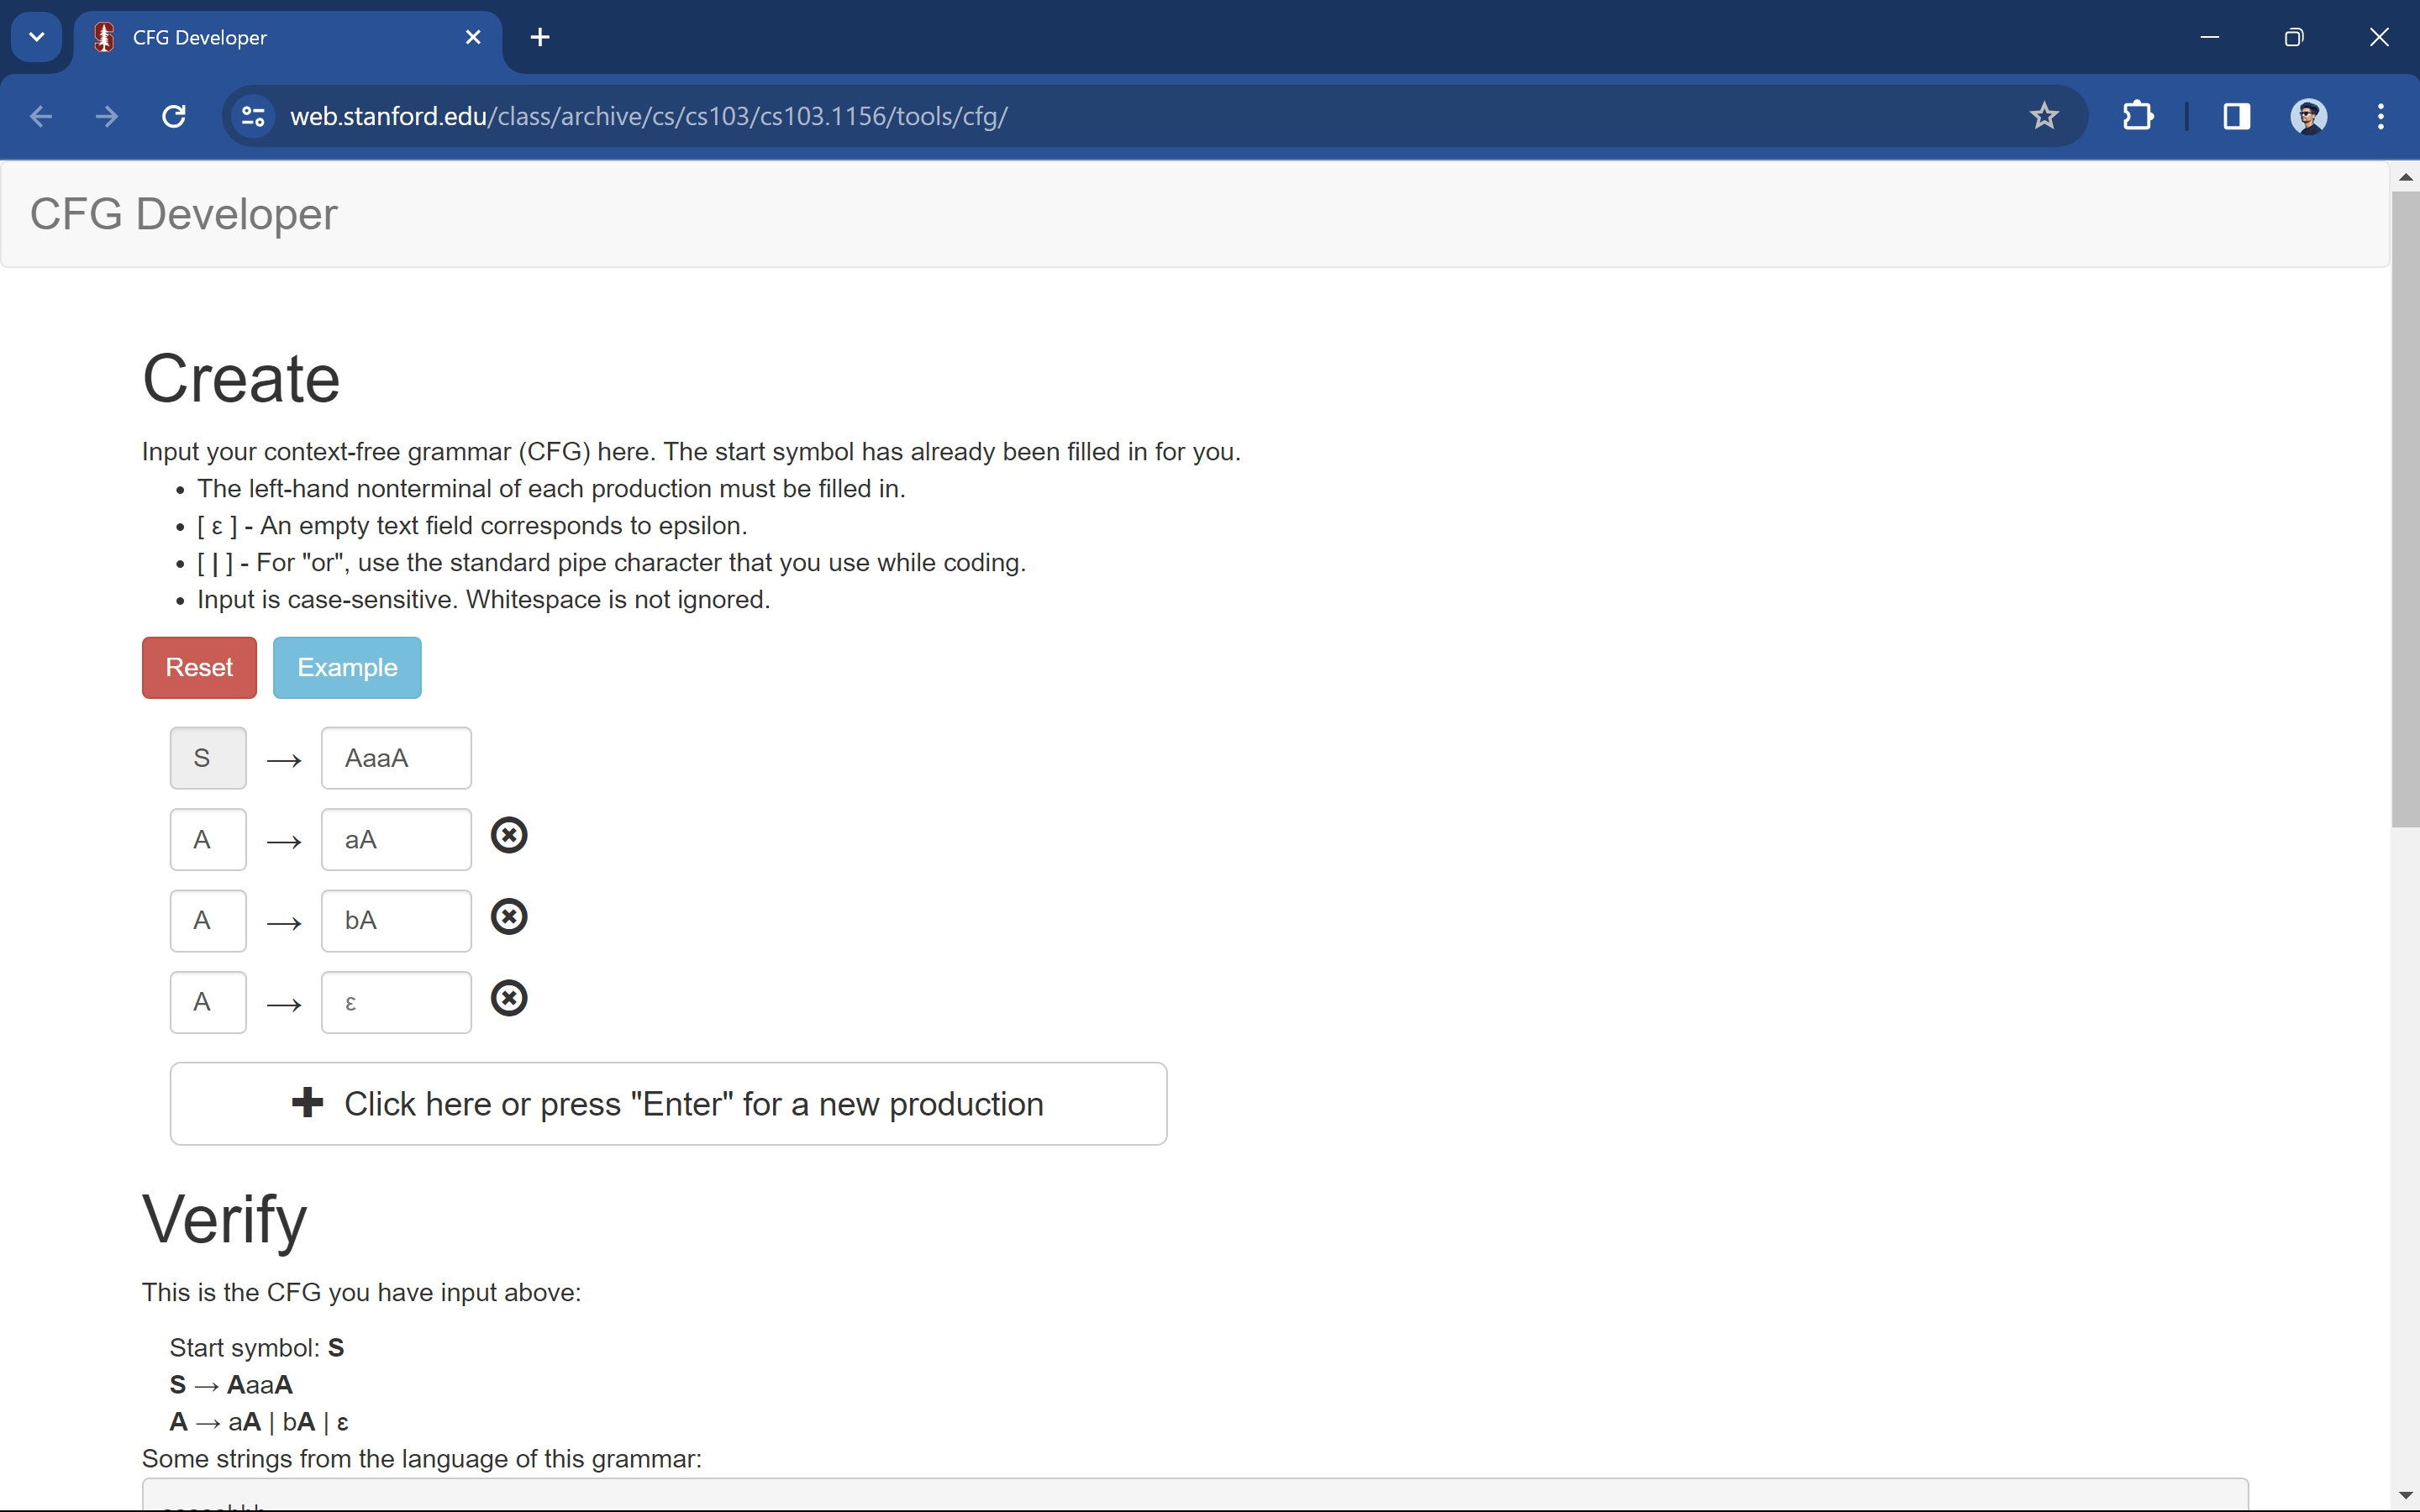 CFG Developer
web.stanford.edu/class/archive/cs/cs103/cs103.1156/tools/cfg/
CFG Developer
Create
Input your context-free grammar (CFG) here. The start symbol has already been filled in for you.
• The left-hand nonterminal of each production must be filled in.
• [ ε ] - An empty text field corresponds to epsilon.
• [ | ] - For "or", use the standard pipe character that you use while coding.
• Input is case-sensitive. Whitespace is not ignored.
Reset Example
S → AaaA
A → aA
A → bA
A → ε
Click here or press "Enter" for a new production
Verify
This is the CFG you have input above:
Start symbol: S
S → AaaA
A → aA | bA | ε
Some strings from the language of this grammar: